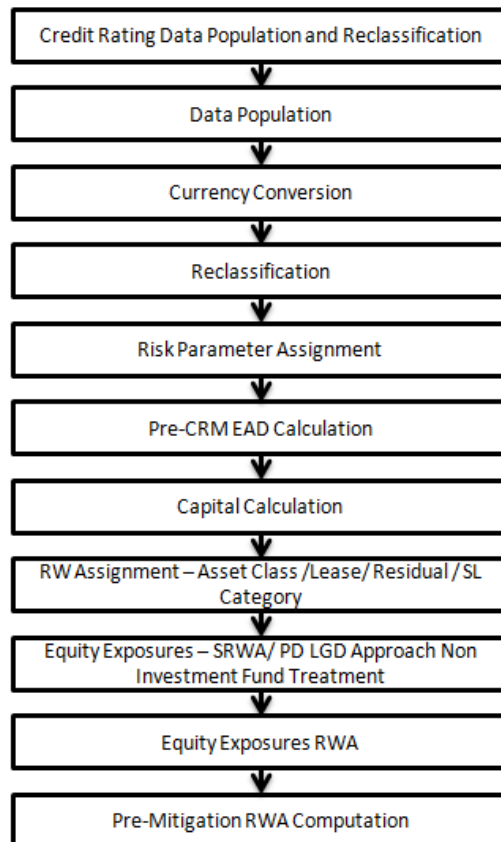 Credit Rating Data Population and Reclassification
Data Population
Currency Conversion
Reclassification
Risk Parameter Assignment
Pre-CRM EAD Calculation
Capital Calculation
RW Assignment – Asset Class /Lease/ Residual / SL
Category
Equity Exposures – SRWA/ PD LGD Approach Non
Investment Fund Treatment
Equity Exposures RWA
Pre-Mitigation RWA Computation